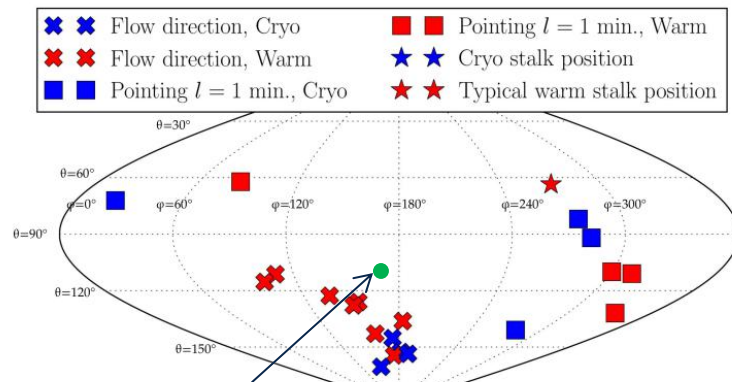 Flow direction, Cryo
Flow direction, Warm
Pointing l = 1 min., Cryo
Pointing l = 1 min., Warm
Cryo stalk position
Typical warm stalk position
θ=30°
θ=60°
φ=0° φ=60° φ=120° φ=180° φ=240° φ=300°
θ=90°
θ=120°
θ=150°